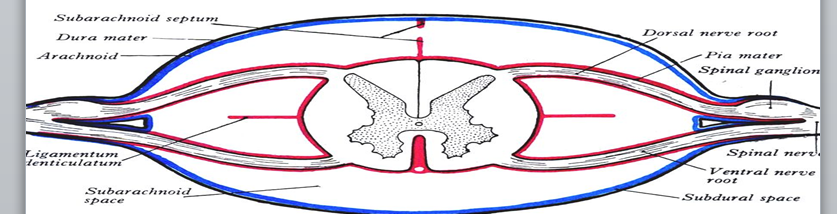 Subarachnoid septum
Dura mater
Arachnoid
Dorsal nerve root
Pia mater
Spinal ganglion
Ligamentum
denticulatum
Subarachnoid
space
Spinal nerve
Ventral nerve
root
Subdural space